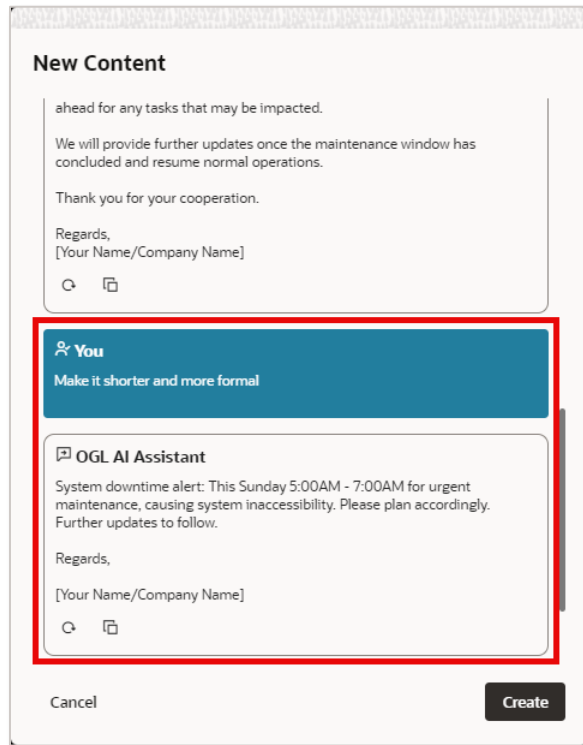 New Content
ahead for any tasks that may be impacted.
We will provide further updates once the maintenance window has
concluded and resume normal operations.
Thank you for your cooperation.
Regards,
[Your Name/Company Name]
You
Make it shorter and more formal
OGL AI Assistant
System downtime alert: This Sunday 5:00AM - 7:00AM for urgent
maintenance, causing system inaccessibility. Please plan accordingly.
Further updates to follow.
Regards,
[Your Name/Company Name]
Cancel
Create